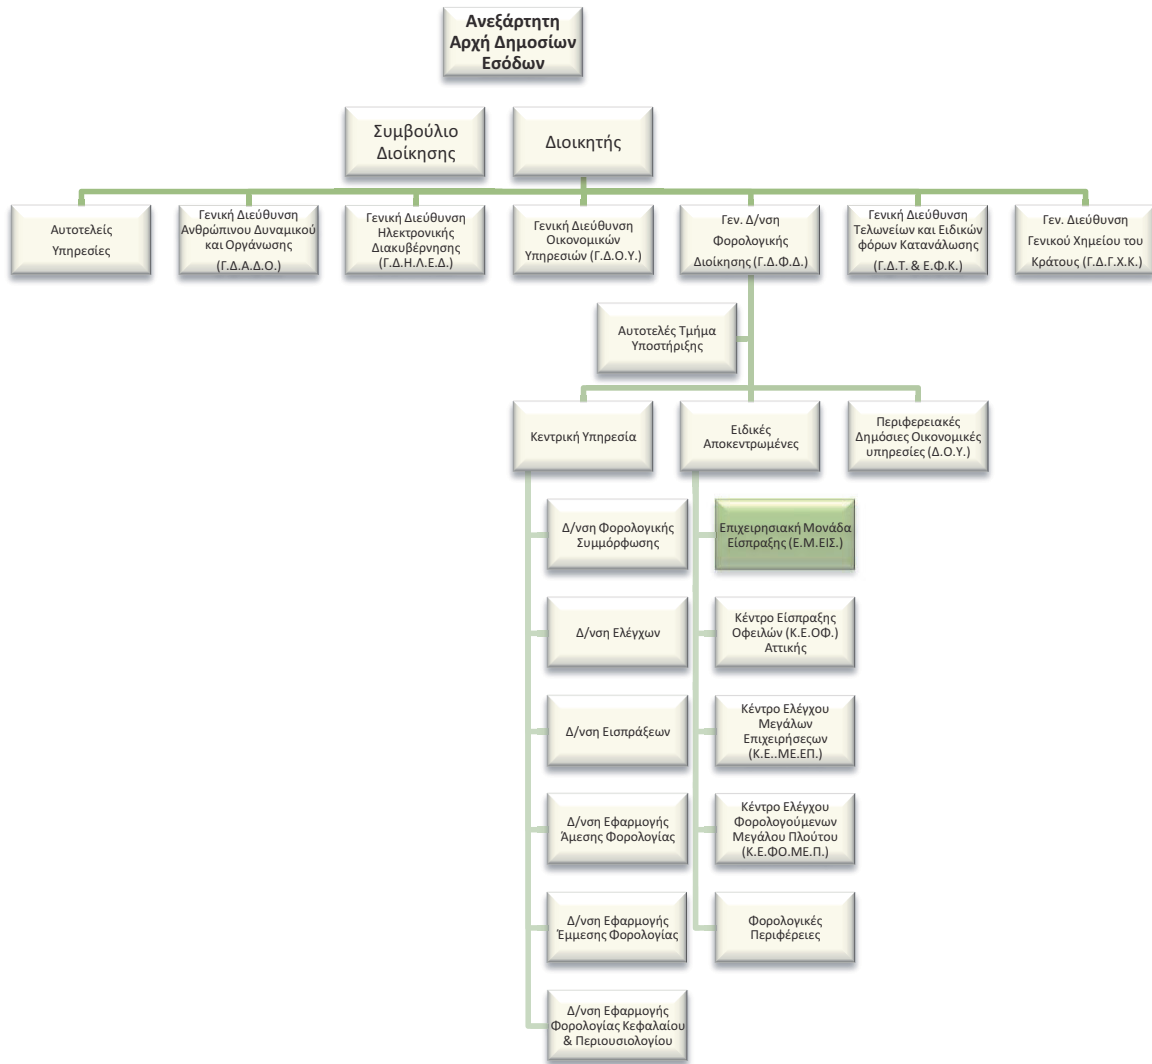 Ανεξάρτητη
Αρχή Δημοσίων
Εσόδων
Συμβούλιο
Διοίκησης
Διοικητής
Αυτοτελείς
Υπηρεσίες
Γενική Διεύθυνση
Ανθρώπινου Δυναμικού
και Οργάνωσης
(Γ.Δ.Α.Δ.Ο.)
Γενική Διεύθυνση
Ηλεκτρονικής
Διακυβέρνησης
(Γ.Δ.Η.Λ.Ε.Δ.)
Γενική Διεύθυνση
Οικονομικών
Υπηρεσιών (Γ.Δ.Ο.Υ.)
Γεν. Δ/νση
Φορολογικής
Διοίκησης (Γ.Δ.Φ.Δ.)
Γενική Διεύθυνση
Τελωνείων και Ειδικών
φόρων Κατανάλωσης
(Γ.Δ.Τ. & Ε.Φ.Κ.)
Γεν. Διεύθυνση
Γενικού Χημείου του
Κράτους (Γ.Δ.Γ.Χ.Κ.)
Αυτοτελές Τμήμα
Υποστήριξης
Κεντρική Υπηρεσία
Ειδικές
Αποκεντρωμένες
Περιφερειακές
Δημόσιες Οικονομικές
υπηρεσίες (Δ.Ο.Υ.)
Δ/νση Φορολογικής
Συμμόρφωσης
Δ/νση Ελέγχων
Δ/νση Εισπράξεων
Δ/νση Εφαρμογής
Άμεσης Φορολογίας
Δ/νση Εφαρμογής
Έμμεσης Φορολογίας
Δ/νση Εφαρμογής
Φορολογίας Κεφαλαίου
& Περιουσιολογίου
Επιχειρησιακή Μονάδα
Είσπραξης (Ε.Μ.ΕΙΣ.)
Κέντρο Είσπραξης
Οφειλών (Κ.Ε.ΟΦ.)
Αττικής
Κέντρο Ελέγχου
Μεγάλων
Επιχειρήσεςων
(Κ.Ε..ΜΕ.ΕΠ.)
Κέντρο Ελέγχου
Φορολογούμενων
Μεγάλου Πλούτου
(Κ.Ε.ΦΟ.ΜΕ.Π.)
Φορολογικές
Περιφέρειες